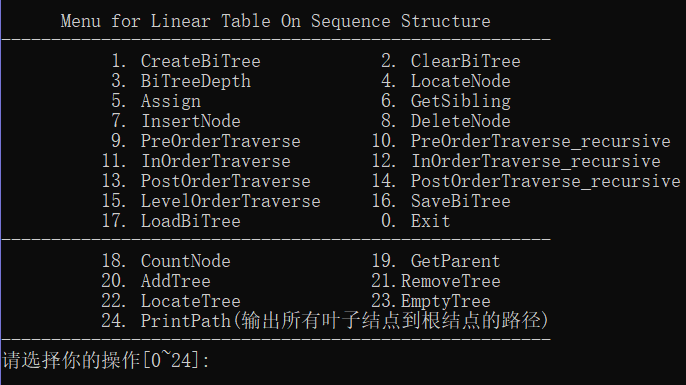 Menu for Linear Table On Sequence Structure
-------------------------------------------------------
1. CreateBiTree 2. ClearBiTree
3. BiTreeDepth 4. LocateNode
5. Assign 6. GetSibling
7. InsertNode 8. DeleteNode
9. PreOrderTraverse 10. PreOrderTraverse_recursive
11. InOrderTraverse 12. InOrderTraverse_recursive
13. PostOrderTraverse 14. PostOrderTraverse_recursive
15. LevelOrderTraverse 16. SaveBiTree
17. LoadBiTree 0. Exit
-------------------------------------------------------
18. CountNode 19. GetParent
20. AddTree 21.RemoveTree
22. LocateTree 23.EmptyTree
24. PrintPath(输出所有叶子结点到根结点的路径)
-------------------------------------------------------
请选择你的操作[0~24]: